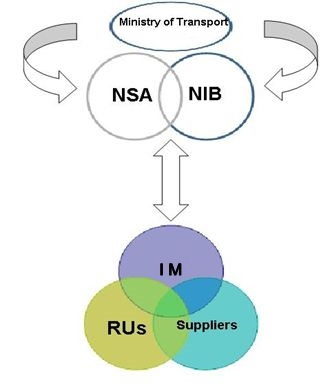 Ministry of Transport
NSA
NIB
I M
RUs
Suppliers